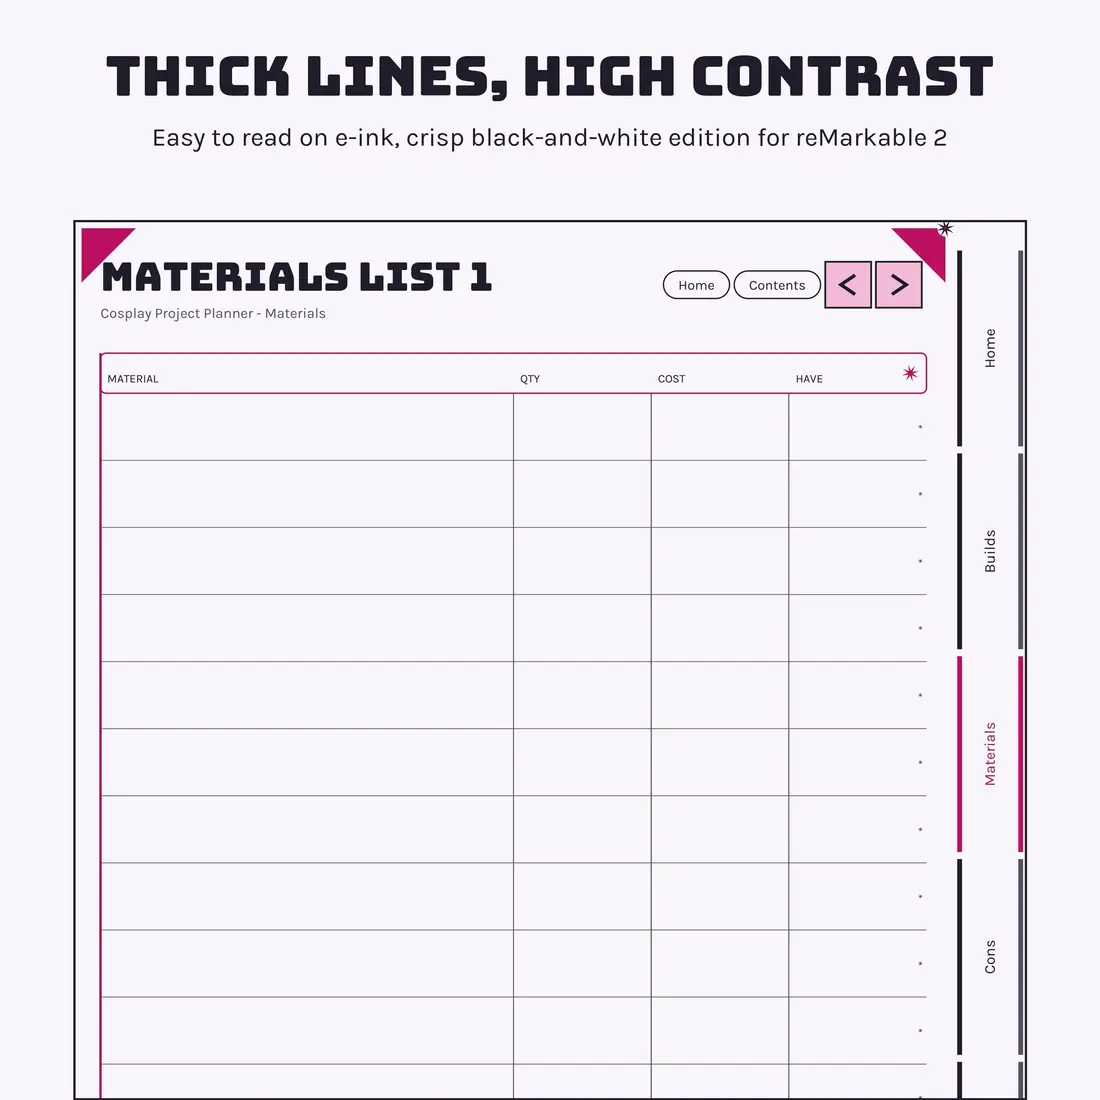 THICK LINES, HIGH CONTRAST
Easy to read on e-ink, crisp black-and-white edition for reMarkable 2
MATERIALS LIST 1
Cosplay Project Planner - Materials
Home
Contents
<
>
MATERIAL
QTY
COST
HAVE
Home
Builds
Materials
Cons